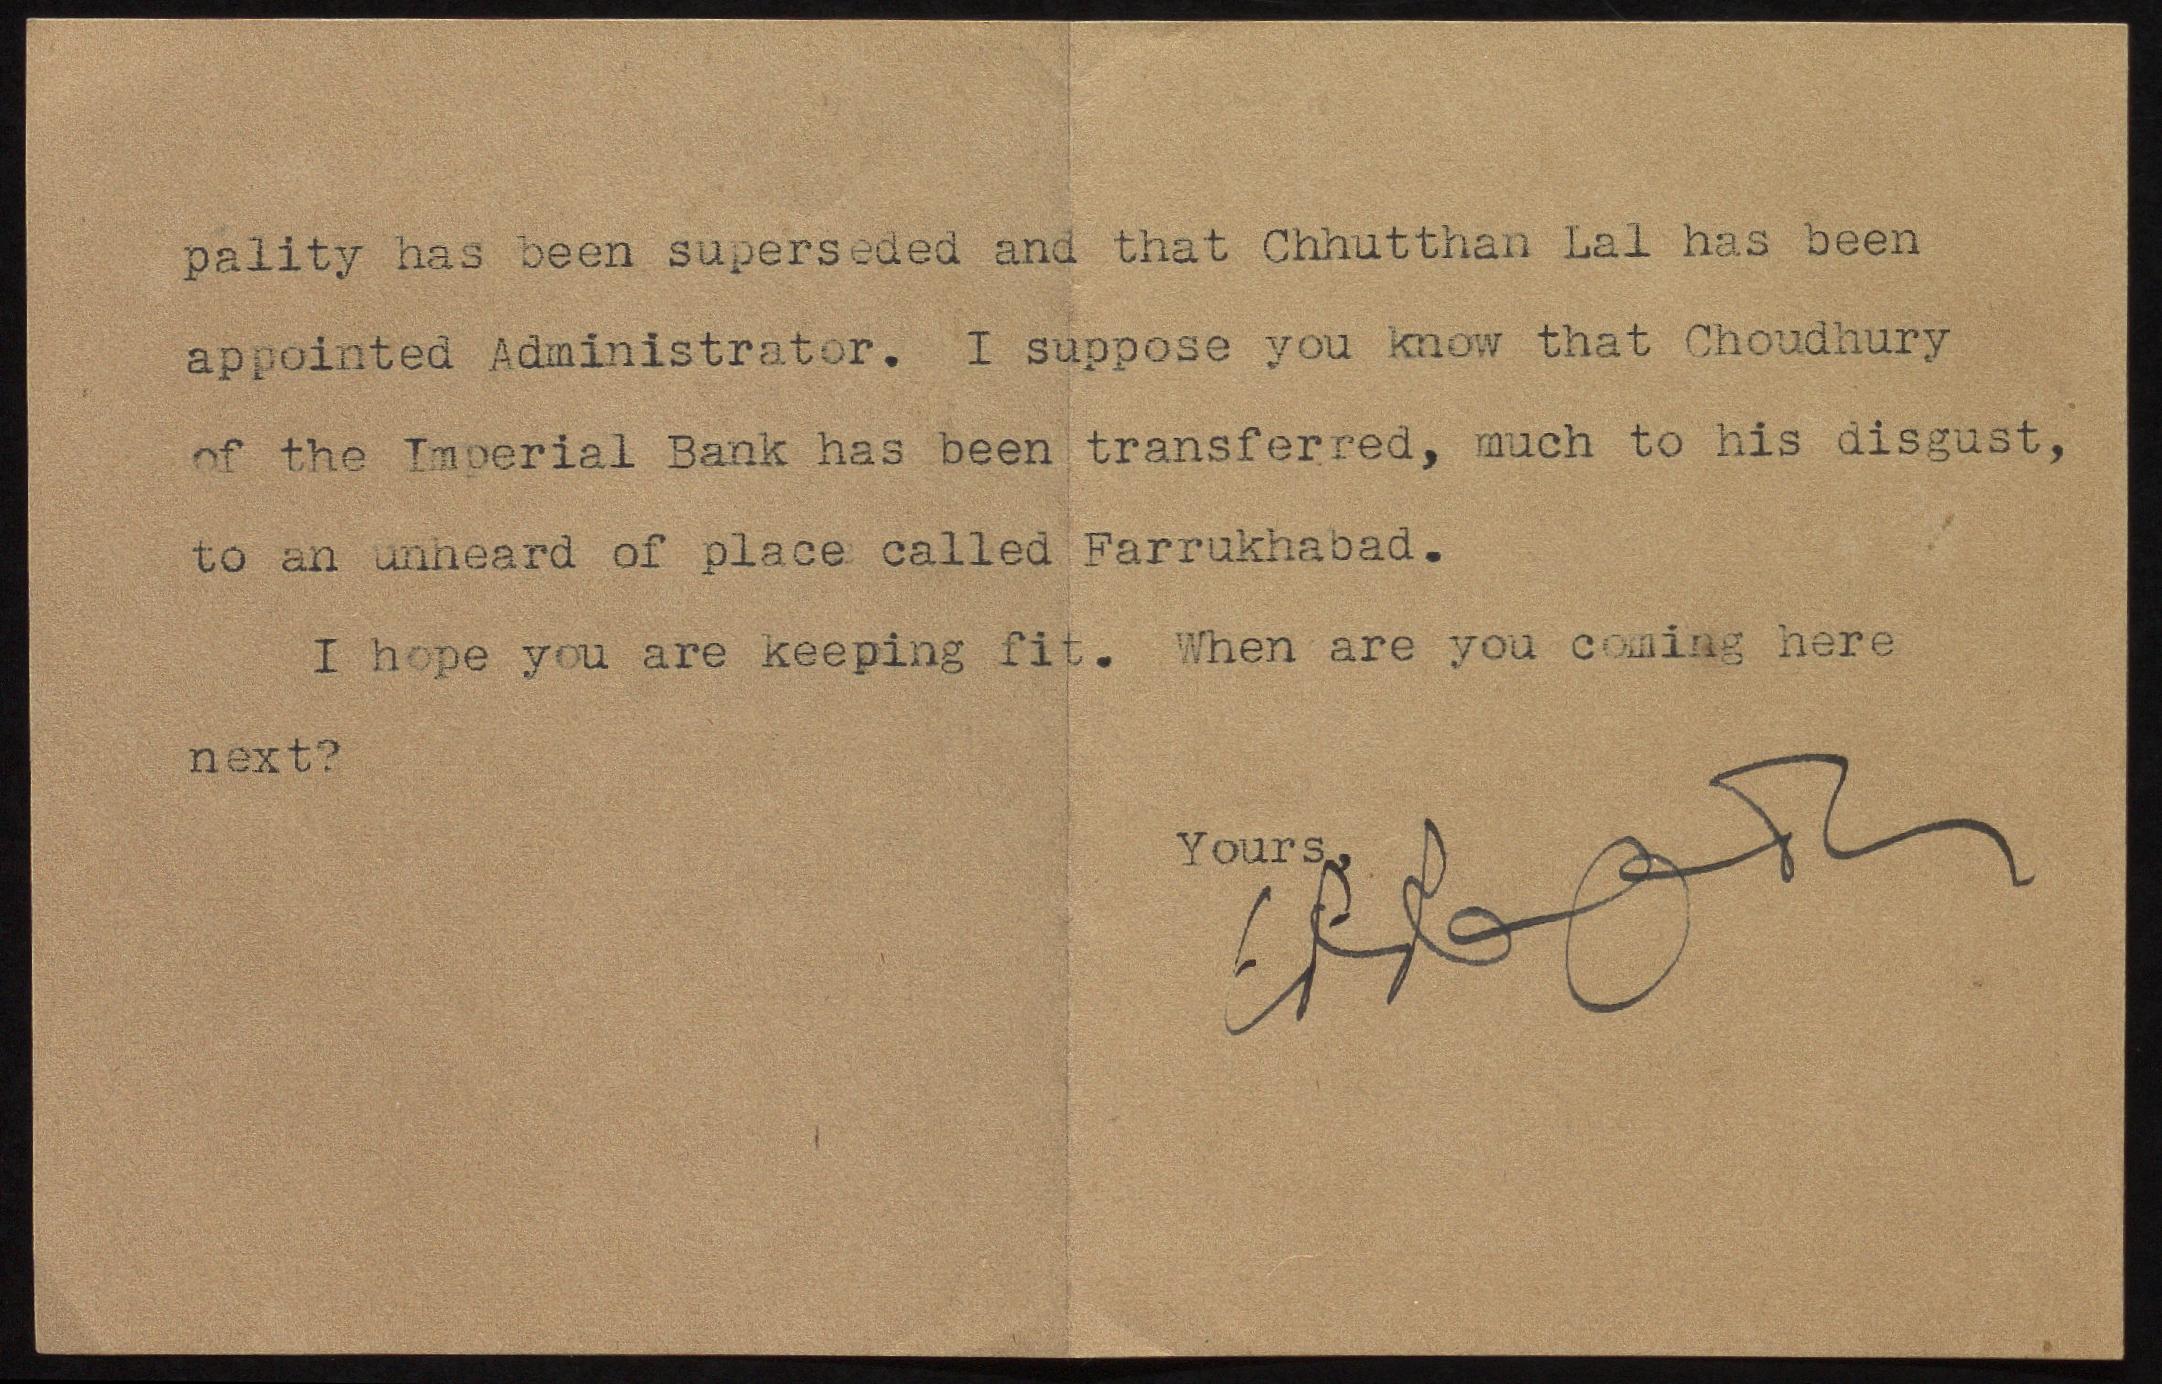 pality has been superseded and that Chhutthan Lal has been
appointed Administrator. I suppose you know that Choudhury
of the Imperial Bank has been transferred, much to his disgust,
to an unheard of place called Farrukhabad.
I hope you are keeping fit. When are you coming here
next?
Yours,